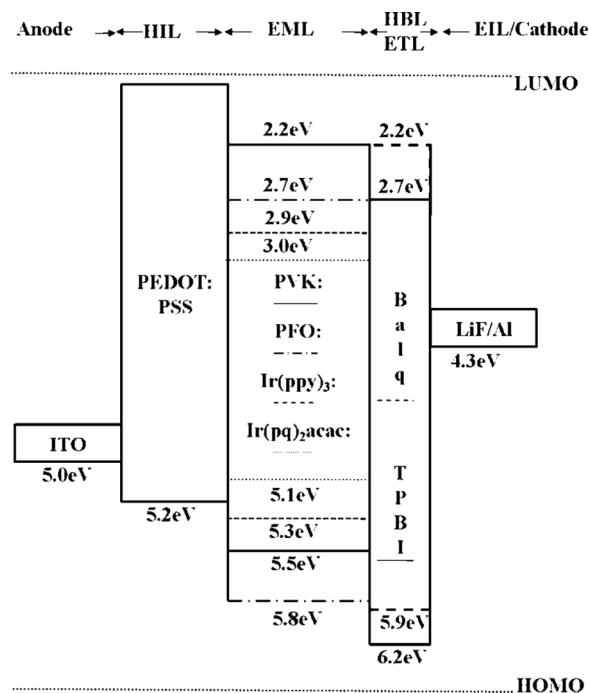 Anode HIL EML HBL ETL EIL/Cathode
LUMO
2.2eV 2.2eV
2.7eV 2.7eV
2.9eV
3.0eV
PEDOT:
PSS
PVK:
PFO:
Ir(ppy)₃:
Ir(pq)₂acac:
B
a
l
q
LiF/Al
4.3eV
ITO
5.0eV
T
P
B
I
5.1eV
5.2eV
5.3eV
5.5eV
5.8eV
5.9eV
6.2eV
HOMO